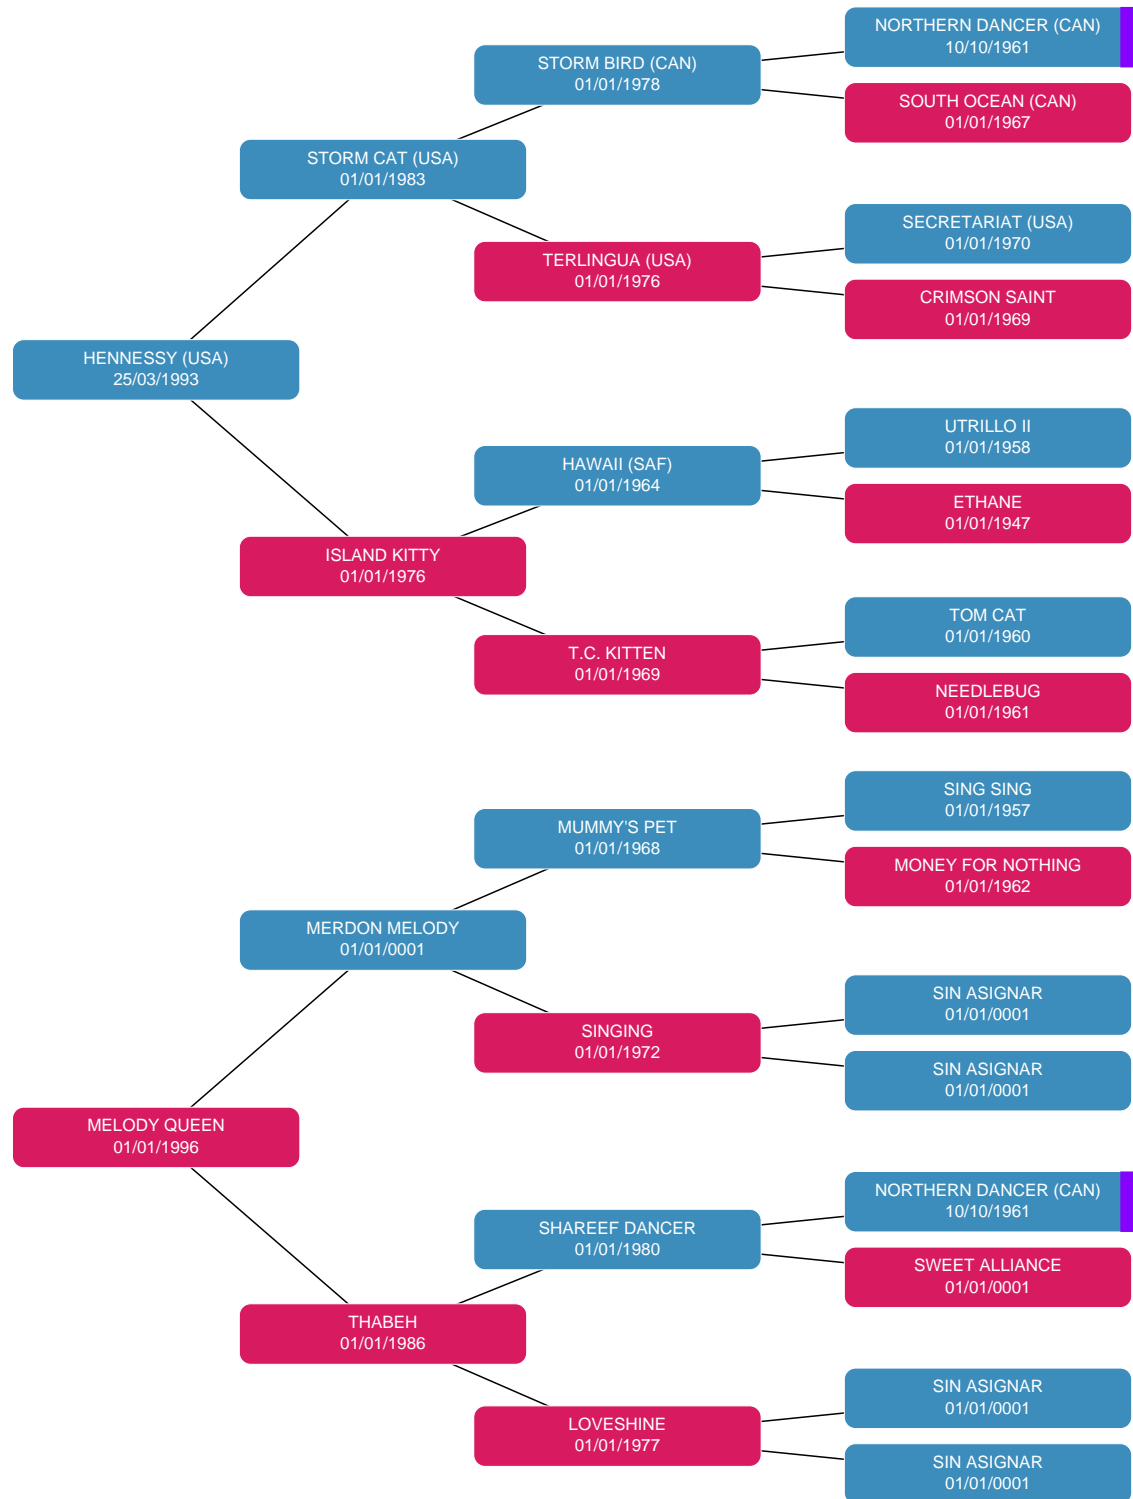 NORTHERN DANCER (CAN)
10/10/1961
STORM BIRD (CAN)
01/01/1978
SOUTH OCEAN (CAN)
01/01/1967
STORM CAT (USA)
01/01/1983
SECRETARIAT (USA)
01/01/1970
TERLINGUA (USA)
01/01/1976
CRIMSON SAINT
01/01/1969
HENNESSY (USA)
25/03/1993
UTRILLO II
01/01/1958
HAWAII (SAF)
01/01/1964
ETHANE
01/01/1947
ISLAND KITTY
01/01/1976
TOM CAT
01/01/1960
T.C. KITTEN
01/01/1969
NEEDLEBUG
01/01/1961
SING SING
01/01/1957
MUMMY'S PET
01/01/1968
MONEY FOR NOTHING
01/01/1962
MERDON MELODY
01/01/0001
SIN ASIGNAR
01/01/0001
SINGING
01/01/1972
SIN ASIGNAR
01/01/0001
MELODY QUEEN
01/01/1996
NORTHERN DANCER (CAN)
10/10/1961
SHAREEF DANCER
01/01/1980
SWEET ALLIANCE
01/01/0001
THABEH
01/01/1986
SIN ASIGNAR
01/01/0001
LOVESHINE
01/01/1977
SIN ASIGNAR
01/01/0001